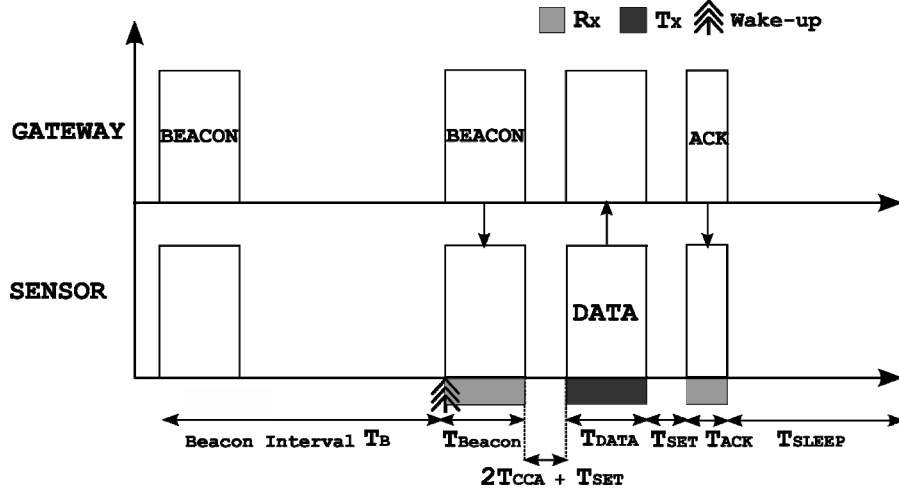 Rx Tx Wake-up
GATEWAY
BEACON
BEACON
ACK
SENSOR
DATA
Beacon Interval TB
TBeacon
TDATA
TSET
TACK
TSLEEP
2TCCA + TSET